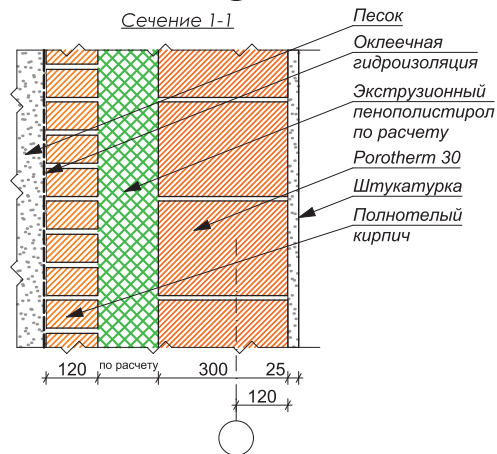 Сечение 1-1
Песок
Оклеечная
гидроизоляция
Экструзионный
пенополистирол
по расчету
Porotherm 30
Штукатурка
Полнотелый
кирпич
120
по расчету
300
25
120